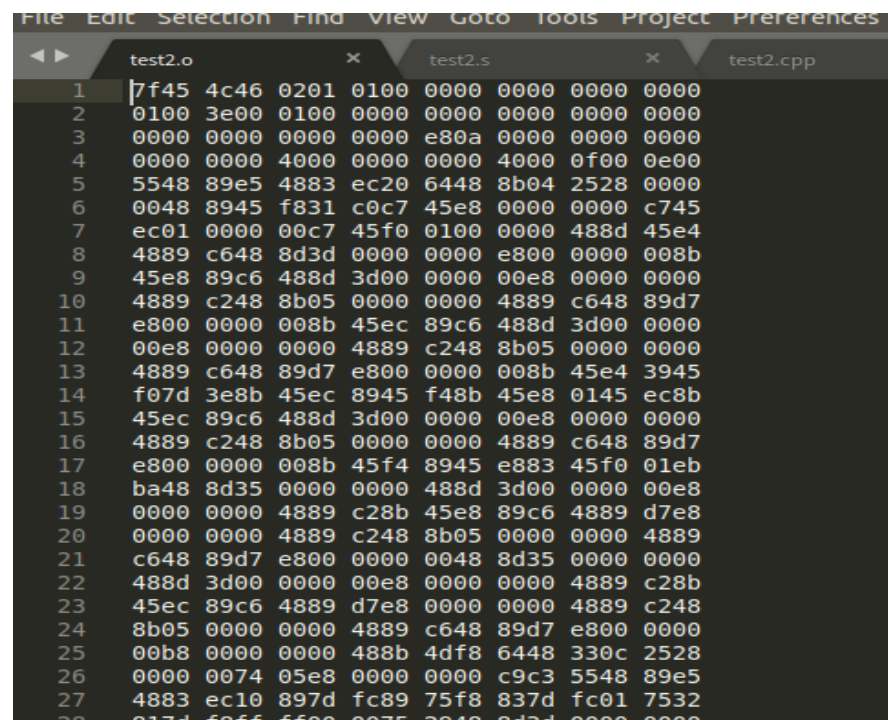 File Edit Selection Find View Goto Tools Project Preferences
test2.o × test2.s × test2.cpp
1 7f45 4c46 0201 0100 0000 0000 0000 0000
2 0100 3e00 0100 0000 0000 0000 0000 0000
3 0000 0000 0000 0000 e80a 0000 0000 0000
4 0000 0000 4000 0000 0000 4000 0f00 0e00
5 5548 89e5 4883 ec20 6448 8b04 2528 0000
6 0048 8945 f831 c0c7 45e8 0000 0000 c745
7 ec01 0000 00c7 45f0 0100 0000 488d 45e4
8 4889 c648 8d3d 0000 0000 e800 0000 008b
9 45e8 89c6 488d 3d00 0000 00e8 0000 0000
10 4889 c248 8b05 0000 0000 4889 c648 89d7
11 e800 0000 008b 45ec 89c6 488d 3d00 0000
12 00e8 0000 0000 4889 c248 8b05 0000 0000
13 4889 c648 89d7 e800 0000 008b 45e4 3945
14 f07d 3e8b 45ec 8945 f48b 45e8 0145 ec8b
15 45ec 89c6 488d 3d00 0000 00e8 0000 0000
16 4889 c248 8b05 0000 0000 4889 c648 89d7
17 e800 0000 008b 45f4 8945 e883 45f0 01eb
18 ba48 8d35 0000 0000 488d 3d00 0000 00e8
19 0000 0000 4889 c28b 45e8 89c6 4889 d7e8
20 0000 0000 4889 c248 8b05 0000 0000 4889
21 c648 89d7 e800 0000 0048 8d35 0000 0000
22 488d 3d00 0000 00e8 0000 0000 4889 c28b
23 45ec 89c6 4889 d7e8 0000 0000 4889 c248
24 8b05 0000 0000 4889 c648 89d7 e800 0000
25 00b8 0000 0000 488b 4df8 6448 330c 2528
26 0000 0074 05e8 0000 0000 c9c3 5548 89e5
27 4883 ec10 897d fc89 75f8 837d fc01 7532